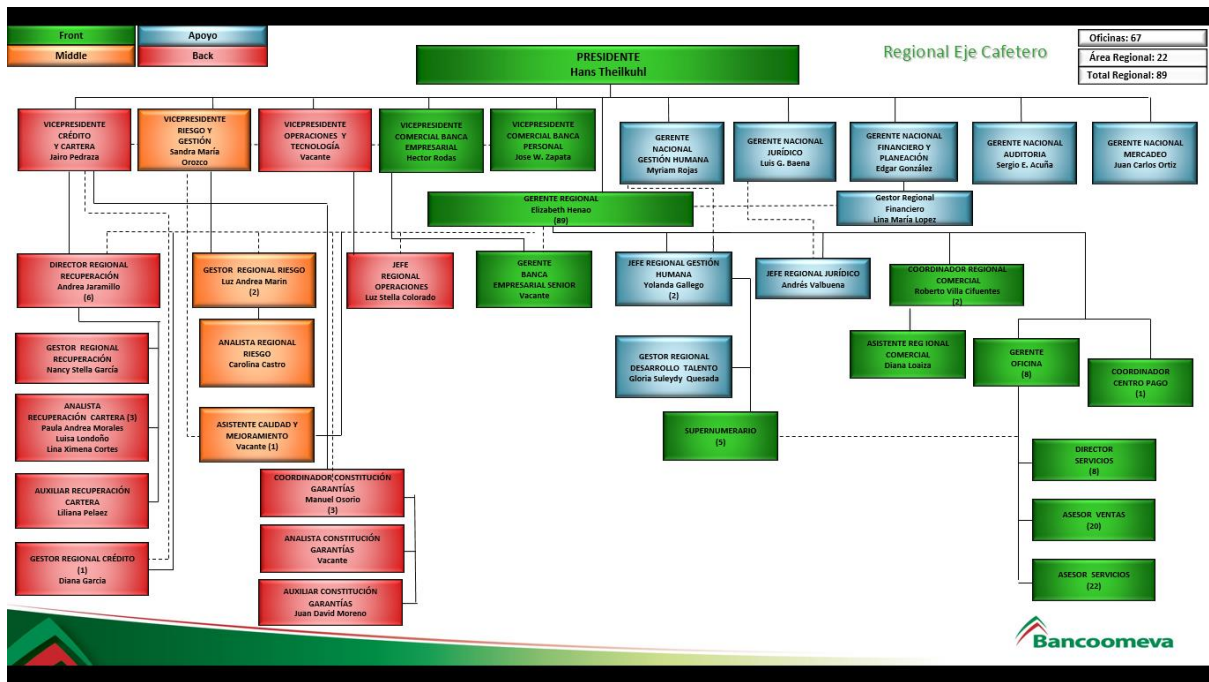 Front
Apoyo
Middle
Back
PRESIDENTE
Hans Theilkuhl
Regional Eje Cafetero
Oficinas: 67
Área Regional: 22
Total Regional: 89
VICEPRESIDENTE
CRÉDITO
Y CARTERA
Jairo Pedraza
VICEPRESIDENTE
RIESGO Y
GESTIÓN
Sandra María
Orozco
VICEPRESIDENTE
OPERACIONES Y
TECNOLOGÍA
Vacante
VICEPRESIDENTE
COMERCIAL BANCA
EMPRESARIAL
Hector Rodas
VICEPRESIDENTE
COMERCIAL BANCA
PERSONAL
Jose W. Zapata
GERENTE
NACIONAL
GESTIÓN HUMANA
Myriam Rojas
GERENTE NACIONAL
JURÍDICO
Luis G. Baena
GERENTE NACIONAL
FINANCIERO Y
PLANEACIÓN
Edgar González
GERENTE NACIONAL
AUDITORIA
Sergio E. Acuña
GERENTE NACIONAL
MERCADEO
Juan Carlos Ortiz
GERENTE REGIONAL
Elizabeth Henao
(89)
Gestor Regional
Financiero
Lina María Lopez
DIRECTOR REGIONAL
RECUPERACIÓN
Andrea Jaramillo
(6)
GESTOR REGIONAL RIESGO
Luz Andrea Marin
(2)
JEFE
REGIONAL
OPERACIONES
Luz Stella Colorado
GERENTE
BANCA
EMPRESARIAL SENIOR
Vacante
JEFE REGIONAL GESTIÓN
HUMANA
Yolanda Gallego
(2)
JEFE REGIONAL JURÍDICO
Andrés Valbuena
COORDINADOR REGIONAL
COMERCIAL
Roberto Villa Cifuentes
(2)
GESTOR REGIONAL
RECUPERACIÓN
Nancy Stella García
ANALISTA REGIONAL
RIESGO
Carolina Castro
GESTOR REGIONAL
DESARROLLO TALENTO
Gloria Suleydy Quesada
ASISTENTE REG IONAL
COMERCIAL
Diana Loaiza
GERENTE
OFICINA
(8)
COORDINADOR
CENTRO PAGO
(1)
ANALISTA
RECUPERACIÓN CARTERA (3)
Paula Andrea Morales
Luisa Londoño
Lina Ximena Cortes
ASISTENTE CALIDAD Y
MEJORAMIENTO
Vacante (1)
SUPERNUMERARIO
(5)
DIRECTOR
SERVICIOS
(8)
AUXILIAR RECUPERACIÓN
CARTERA
Liliana Pelaez
COORDINADOR CONSTITUCIÓN
GARANTÍAS
Manuel Osorio
(3)
ASESOR VENTAS
(20)
GESTOR REGIONAL CRÉDITO
(1)
Diana Garcia
ANALISTA CONSTITUCIÓN
GARANTÍAS
Vacante
ASESOR SERVICIOS
(22)
AUXILIAR CONSTITUCIÓN
GARANTÍAS
Juan David Moreno
Bancoomeva